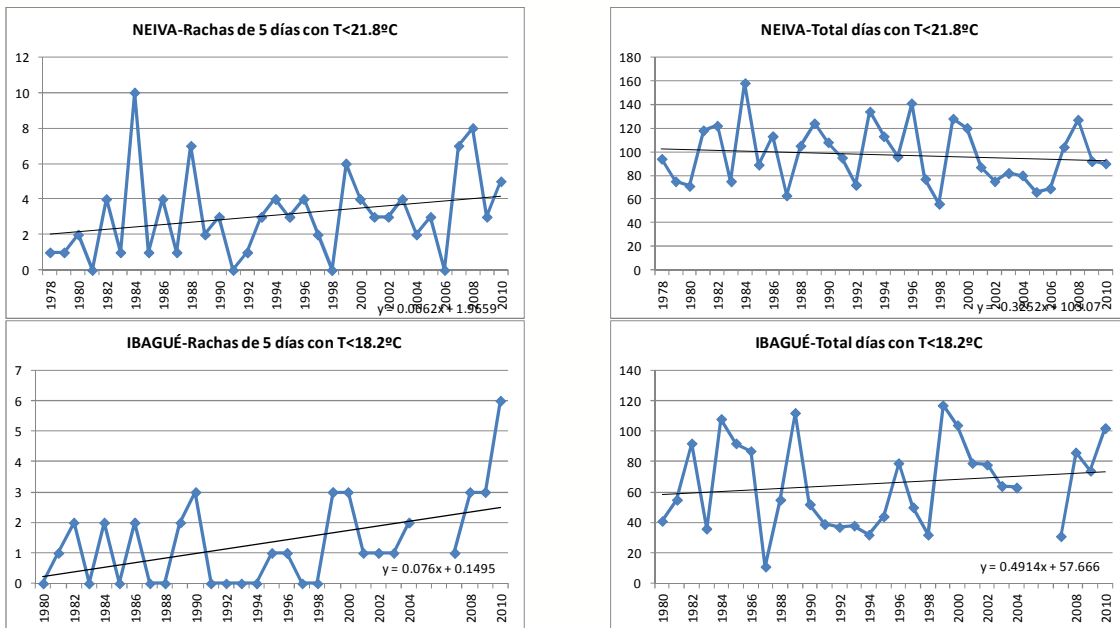 NEIVA-Rachas de 5 días con T<21.8ºC
12
10
8
6
4
2
0
1978 1980 1982 1984 1986 1988 1990 1992 1994 1996 1998 2000 2002 2004 2006 2008 2010
y = 0.0662x + 1.9659
NEIVA-Total días con T<21.8ºC
180
160
140
120
100
80
60
40
20
0
1978 1980 1982 1984 1986 1988 1990 1992 1994 1996 1998 2000 2002 2004 2006 2008 2010
y = -0.3252x + 103.07
IBAGUÉ-Rachas de 5 días con T<18.2ºC
7
6
5
4
3
2
1
0
1980 1982 1984 1986 1988 1990 1992 1994 1996 1998 2000 2002 2004 2008 2010
y = 0.076x + 0.1495
IBAGUÉ-Total días con T<18.2ºC
140
120
100
80
60
40
20
0
1980 1982 1984 1986 1988 1990 1992 1994 1996 1998 2000 2002 2004 2008 2010
y = 0.4914x + 57.666